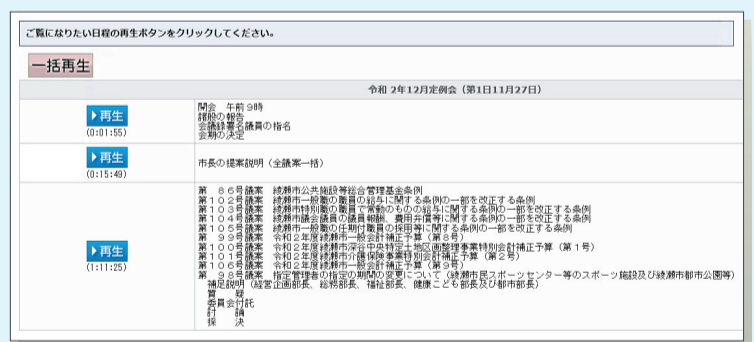 ご覧になりたい日程の再生ボタンをクリックしてください。
一括再生
令和 2年12月定例会（第1日11月27日）
再生
(0:01:55)
開会　午前９時
諸般の報告
会議録署名議員の指名
会期の決定
再生
(0:15:49)
市長の提案説明（全議案一括）
再生
(1:11:25)
第　８６号議案　綾瀬市公共施設等総合管理基金条例
第１０２号議案　綾瀬市一般職の職員の給与に関する条例の一部を改正する条例
第１０３号議案　綾瀬市特別職の職員で常勤のものの給与に関する条例の一部を改正する条例
第１０４号議案　綾瀬市議会議員の議員報酬、費用弁償等に関する条例の一部を改正する条例
第１０５号議案　綾瀬市一般職の任期付職員の採用等に関する条例の一部を改正する条例
第　９９号議案　令和２年度綾瀬市一般会計補正予算（第８号）
第１００号議案　令和２年度綾瀬市深谷中央特定土地区画整理事業特別会計補正予算（第１号）
第１０１号議案　令和２年度綾瀬市介護保険事業特別会計補正予算（第２号）
第１０６号議案　令和２年度綾瀬市一般会計補正予算（第９号）
第　９８号議案　指定管理者の指定の期間の変更について（綾瀬市民スポーツセンター等のスポーツ施設及び綾瀬市都市公園等）
補足説明（経営企画部長、総務部長、福祉部長、健康こども部長及び都市部長）
質　　疑
委員会付託
討　　論
採　　決